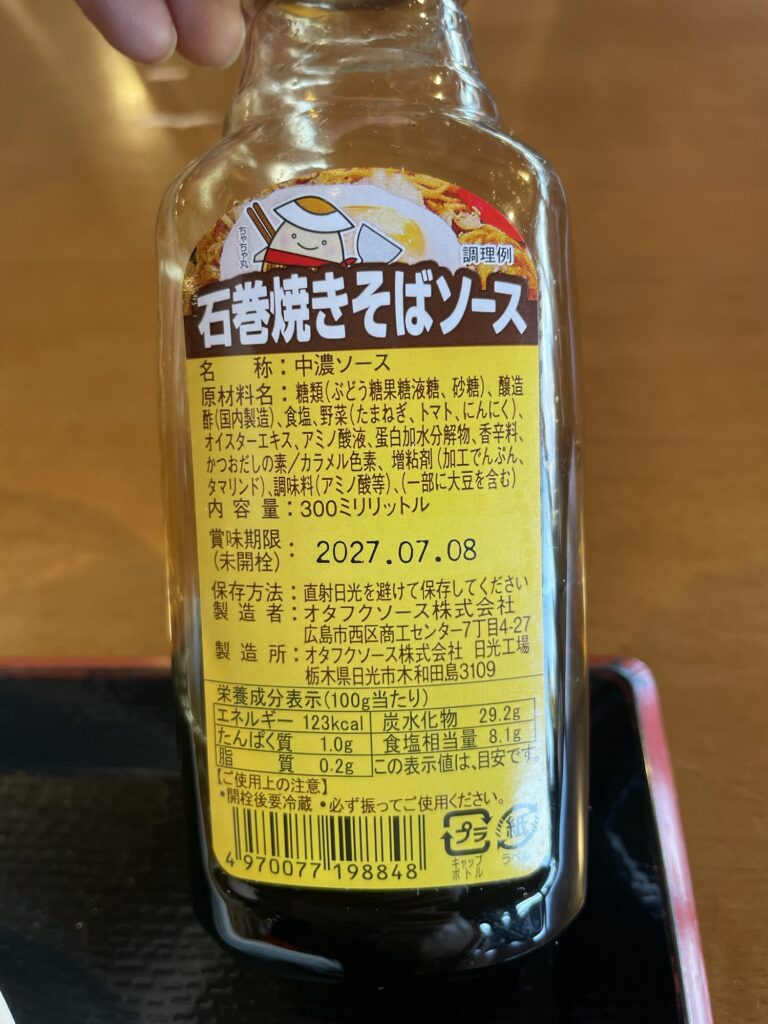 ちゃちゃ丸
調理例
石巻焼きそばソース
名称：中濃ソース
原材料名：糖類(ぶどう糖果糖液糖、砂糖)、醸造
酢(国内製造)、食塩、野菜(たまねぎ、トマト、にんにく)、
オイスターエキス、アミノ酸液、蛋白加水分解物、香辛料、
かつおだしの素/カラメル色素、増粘剤(加工でんぷん、
タマリンド)、調味料(アミノ酸等)、(一部に大豆を含む)
内容量：300ミリリットル
賞味期限
(未開栓)：2027.07.08
保存方法：直射日光を避けて保存してください
製造者：オタフクソース株式会社
広島市西区商工センター7丁目4-27
製造所：オタフクソース株式会社 日光工場
栃木県日光市木和田島3109
栄養成分表示(100g当たり)
エネルギー 123kcal 炭水化物 29.2g
たんぱく質 1.0g 食塩相当量 8.1g
脂質 0.2g この表示値は、目安です。
【ご使用上の注意】
•開栓後要冷蔵 •必ず振ってご使用ください。
プラ
紙
キャップ
ボトル
ラベル
4 970077 198848